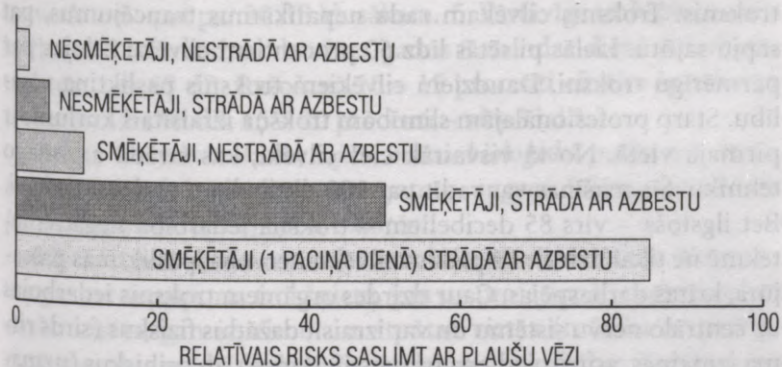 NESMĒĶĒTĀJI, NESTRĀDĀ AR AZBESTU
NESMĒĶĒTĀJI, STRĀDĀ AR AZBESTU
SMĒĶĒTĀJI, NESTRĀDĀ AR AZBESTU
SMĒĶĒTĀJI, STRĀDĀ AR AZBESTU
SMĒĶĒTĀJI (1 PACIŅA DIENĀ) STRĀDĀ AR AZBESTU
0 20 40 60 80 100
RELATĪVAIS RISKS SASLIMT AR PLAUŠU VĒZI